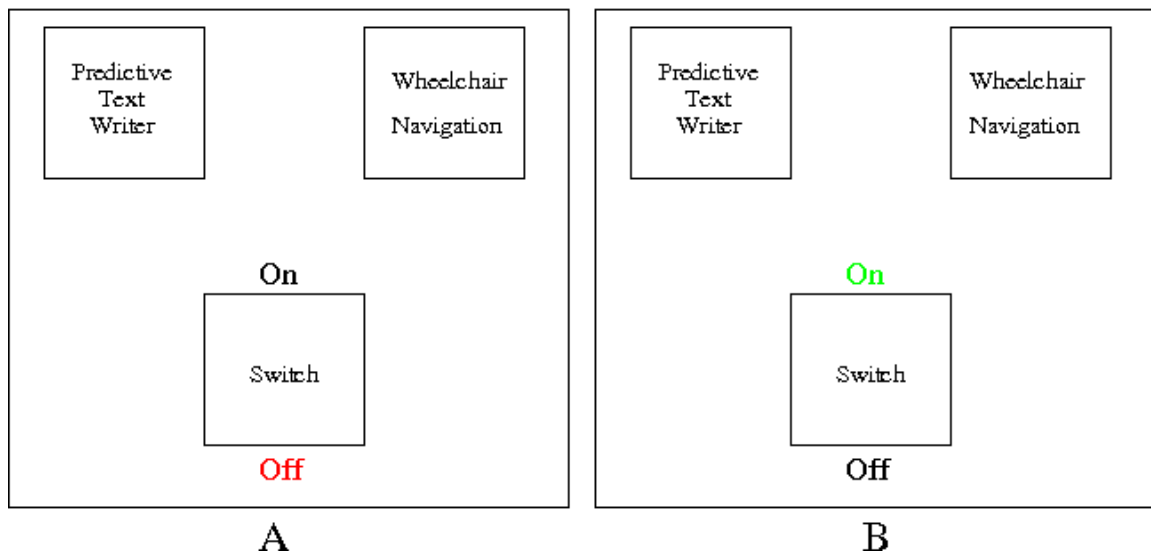 Predictive
Text
Writer
Wheelchair
Navigation
On
Switch
Off
A
Predictive
Text
Writer
Wheelchair
Navigation
On
Switch
Off
B